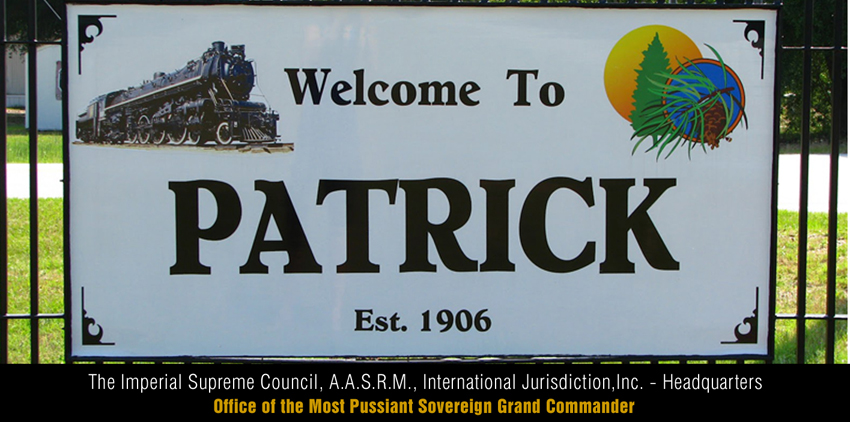 Welcome To
PATRICK
Est. 1906
The Imperial Supreme Council, A.A.S.R.M., International Jurisdiction,Inc. - Headquarters
Office of the Most Pussiant Sovereign Grand Commander